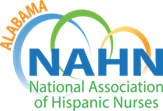 ALABAMA
NAHN
National Association
of Hispanic Nurses